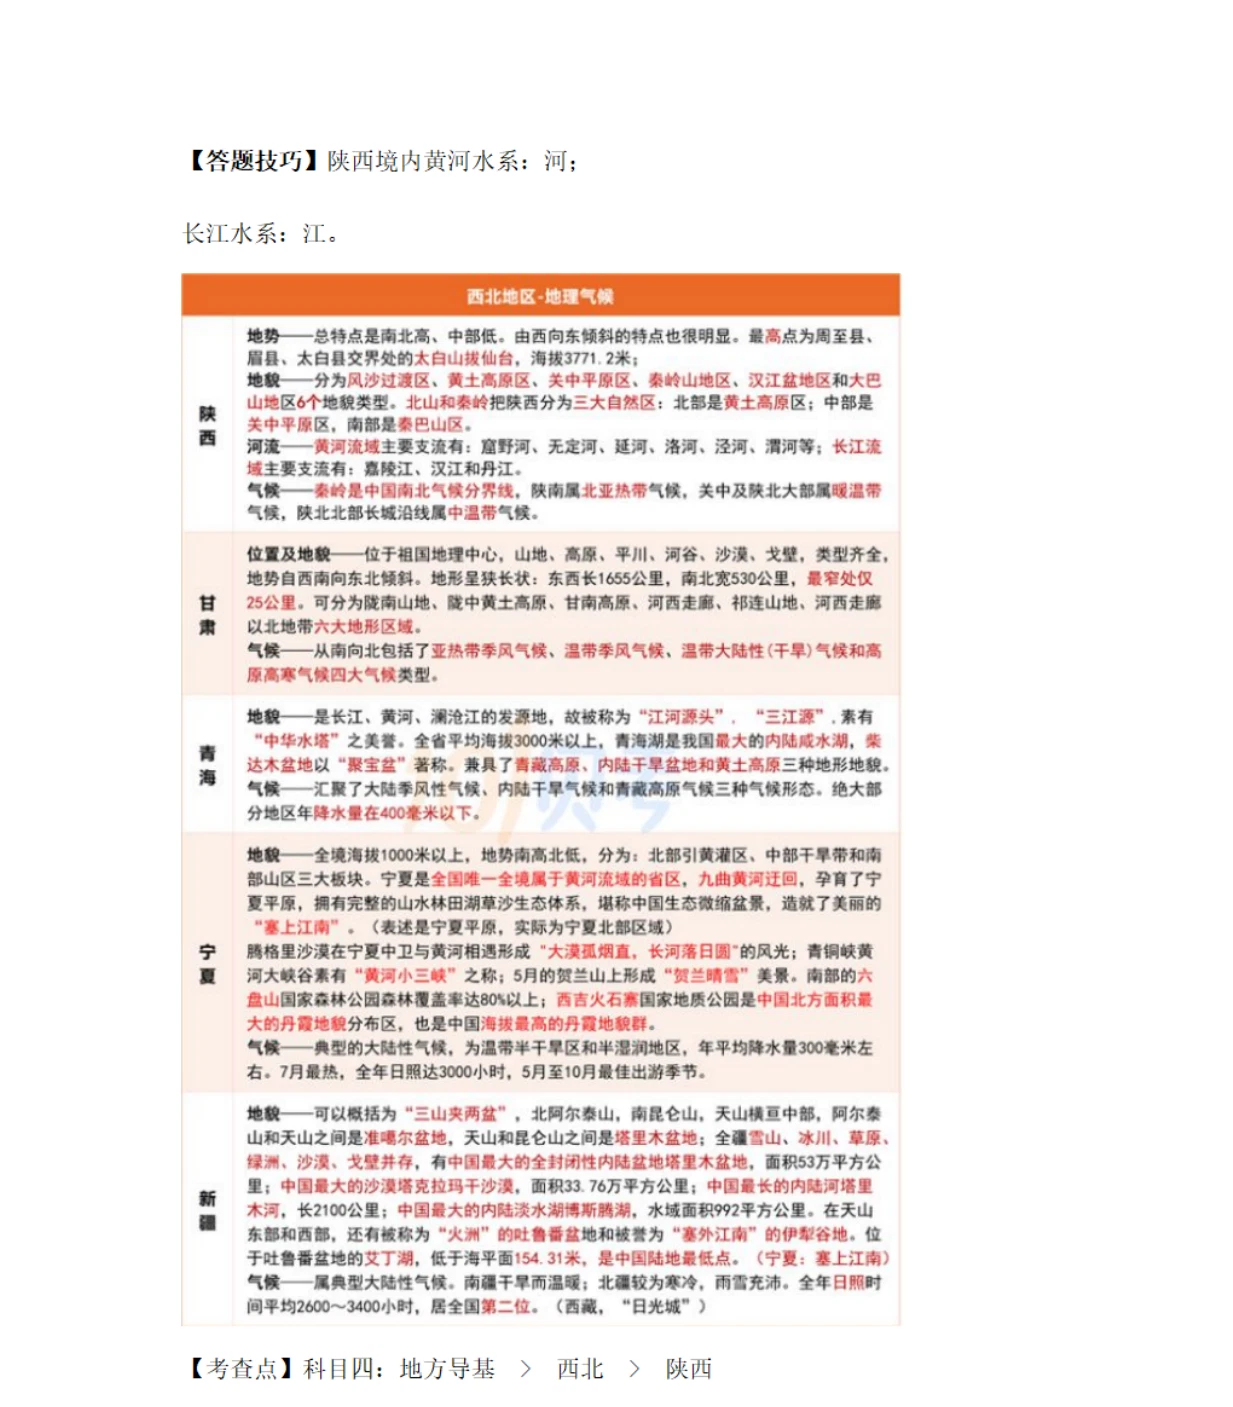 【答题技巧】陕西境内黄河水系：河；
长江水系：江。
西北地区-地理气候
陕西
地势——总特点是南北高、中部低。由西向东倾斜的特点也很明显。最高点为周至县、
眉县、太白县交界处的太白山拔仙台，海拔3771.2米；
地貌——分为风沙过渡区、黄土高原区、关中平原区、秦岭山地区、汉江盆地区和大巴
山地区6个地貌类型。北山和秦岭把陕西分为三大自然区：北部是黄土高原区；中部是
关中平原区，南部是秦巴山区。
河流——黄河流域主要支流有：窟野河、无定河、延河、洛河、泾河、渭河等；长江流
域主要支流有：嘉陵江、汉江和丹江。
气候——秦岭是中国南北气候分界线，陕南属北亚热带气候，关中及陕北大部属暖温带
气候，陕北北部长城沿线属中温带气候。
甘肃
位置及地貌——位于祖国地理中心，山地、高原、平川、河谷、沙漠、戈壁，类型齐全，
地势自西南向东北倾斜。地形呈狭长状：东西长1655公里，南北宽530公里，最窄处仅
25公里。可分为陇南山地、陇中黄土高原、甘南高原、河西走廊、祁连山地、河西走廊
以北地带六大地形区域。
气候——从南向北包括了亚热带季风气候、温带季风气候、温带大陆性(干旱)气候和高
原高寒气候四大气候类型。
青海
地貌——是长江、黄河、澜沧江的发源地，故被称为“江河源头”，“三江源”，素有
“中华水塔”之美誉。全省平均海拔3000米以上，青海湖是我国最大的内陆咸水湖，柴
达木盆地以“聚宝盆”著称。兼具了青藏高原、内陆干旱盆地和黄土高原三种地形地貌。
气候——汇聚了大陆季风性气候、内陆干旱气候和青藏高原气候三种气候形态。绝大部
分地区年降水量在400毫米以下。
宁夏
地貌——全境海拔1000米以上，地势南高北低，分为：北部引黄灌区、中部干旱带和南
部山区三大板块。宁夏是全国唯一全境属于黄河流域的省区，九曲黄河迂回，孕育了宁
夏平原，拥有完整的山水林田湖草沙生态体系，堪称中国生态微缩盆景，造就了美丽的
“塞上江南”。（表述是宁夏平原，实际为宁夏北部区域）
腾格里沙漠在宁夏中卫与黄河相遇形成“大漠孤烟直，长河落日圆”的风光；青铜峡黄
河大峡谷素有“黄河小三峡”之称；5月的贺兰山上形成“贺兰晴雪”美景。南部的六
盘山国家森林公园森林覆盖率达80%以上；西吉火石寨国家地质公园是中国北方面积最
大的丹霞地貌分布区，也是中国海拔最高的丹霞地貌群。
气候——典型的大陆性气候，为温带半干旱区和半湿润地区，年平均降水量300毫米左
右。7月最热，全年日照达3000小时，5月至10月最佳出游季节。
新疆
地貌——可以概括为“三山夹两盆”，北阿尔泰山，南昆仑山，天山横亘中部，阿尔泰
山和天山之间是准噶尔盆地，天山和昆仑山之间是塔里木盆地；全疆雪山、冰川、草原、
绿洲、沙漠、戈壁并存，有中国最大的全封闭性内陆盆地塔里木盆地，面积53万平方公
里；中国最大的沙漠塔克拉玛干沙漠，面积33.76万平方公里；中国最长的内陆河塔里
木河，长2100公里；中国最大的内陆淡水湖博斯腾湖，水域面积992平方公里。在天山
东部和西部，还有被称为“火洲”的吐鲁番盆地和被誉为“塞外江南”的伊犁谷地。位
于吐鲁番盆地的艾丁湖，低于海平面154.31米，是中国陆地最低点。（宁夏：塞上江南）
气候——属典型大陆性气候。南疆干旱而温暖；北疆较为寒冷，雨雪充沛。全年日照时
间平均2600～3400小时，居全国第二位。（西藏，“日光城”）
101贝考
【考查点】科目四：地方导基 > 西北 > 陕西